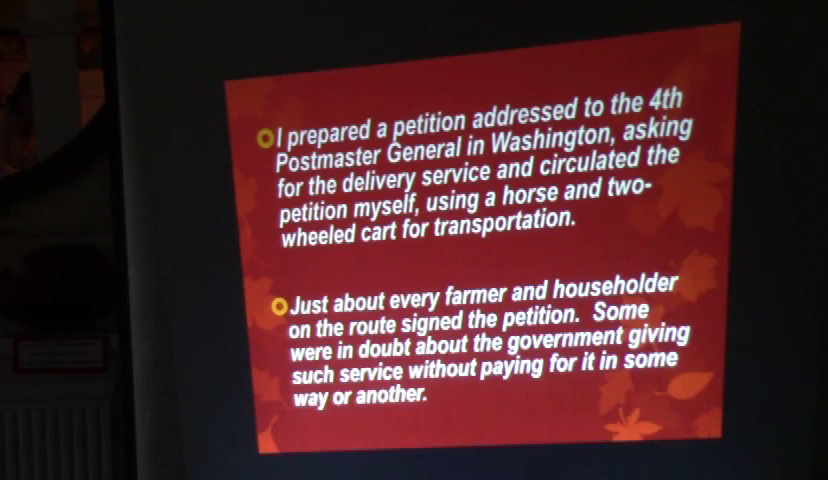 I prepared a petition addressed to the 4th
Postmaster General in Washington, asking
for the delivery service and circulated the
petition myself, using a horse and two-
wheeled cart for transportation.
Just about every farmer and householder
on the route signed the petition. Some
were in doubt about the government giving
such service without paying for it in some
way or another.